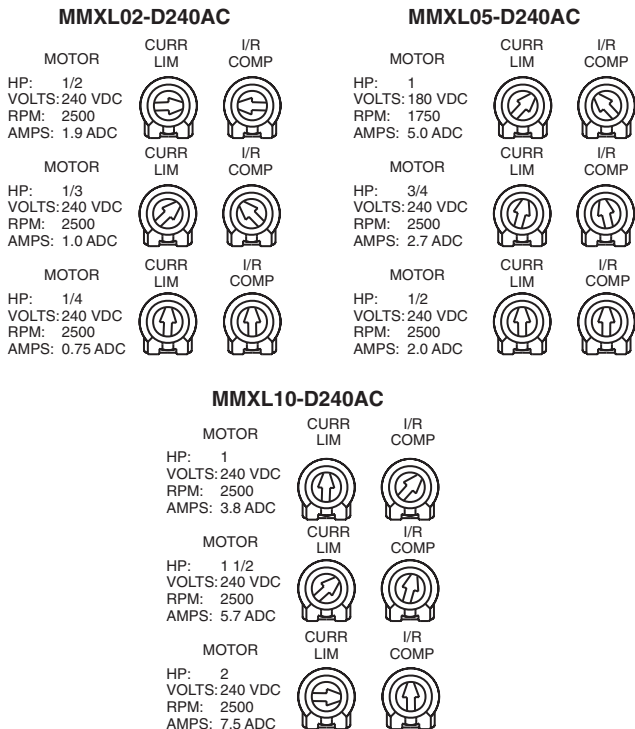 MMXL02-D240AC
MOTOR
CURR LIM
I/R COMP
HP: 1/2
VOLTS: 240 VDC
RPM: 2500
AMPS: 1.9 ADC
MOTOR
CURR LIM
I/R COMP
HP: 1/3
VOLTS: 240 VDC
RPM: 2500
AMPS: 1.0 ADC
MOTOR
CURR LIM
I/R COMP
HP: 1/4
VOLTS: 240 VDC
RPM: 2500
AMPS: 0.75 ADC
MMXL05-D240AC
MOTOR
CURR LIM
I/R COMP
HP: 1
VOLTS: 180 VDC
RPM: 1750
AMPS: 5.0 ADC
MOTOR
CURR LIM
I/R COMP
HP: 3/4
VOLTS: 240 VDC
RPM: 2500
AMPS: 2.7 ADC
MOTOR
CURR LIM
I/R COMP
HP: 1/2
VOLTS: 240 VDC
RPM: 2500
AMPS: 2.0 ADC
MMXL10-D240AC
MOTOR
CURR LIM
I/R COMP
HP: 1
VOLTS: 240 VDC
RPM: 2500
AMPS: 3.8 ADC
MOTOR
CURR LIM
I/R COMP
HP: 1 1/2
VOLTS: 240 VDC
RPM: 2500
AMPS: 5.7 ADC
MOTOR
CURR LIM
I/R COMP
HP: 2
VOLTS: 240 VDC
RPM: 2500
AMPS: 7.5 ADC